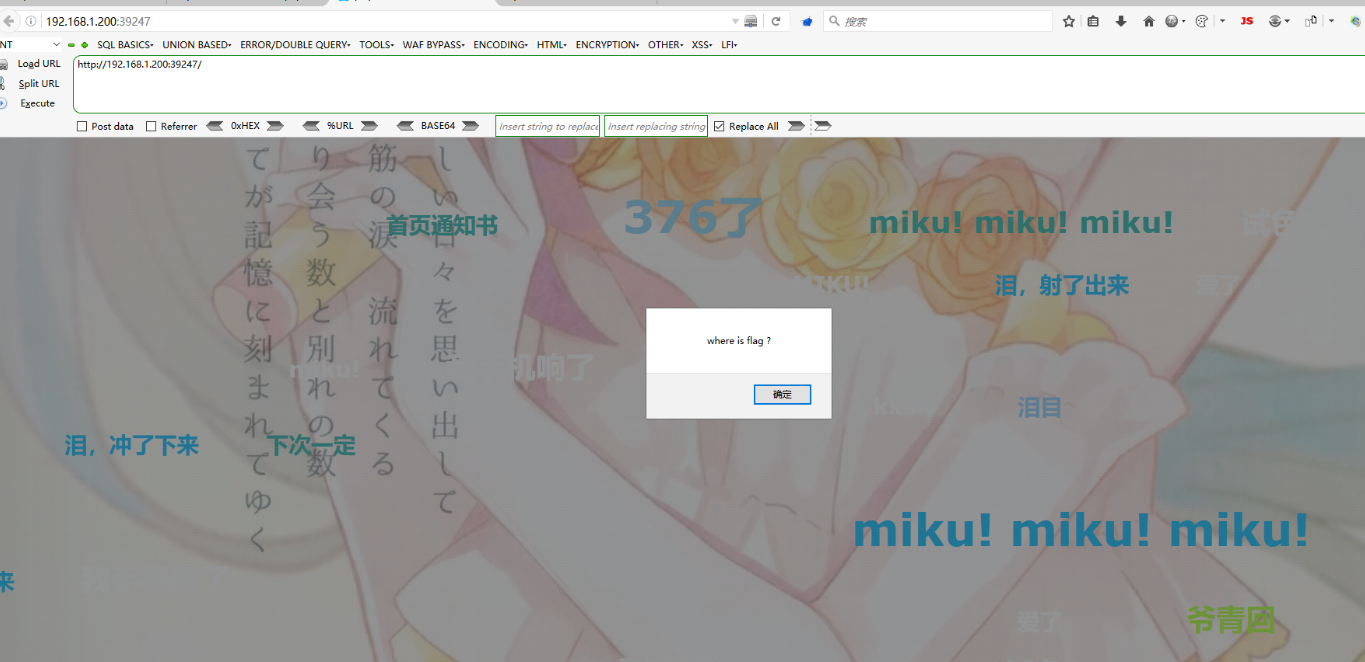 192.168.1.200:39247
搜索
JS
NT
SQL BASICS
UNION BASED
ERROR/DOUBLE QUERY
TOOLS
WAF BYPASS
ENCODING
HTML
ENCRYPTION
OTHER
XSS
LFI
Load URL
http://192.168.1.200:39247/
Split URL
Execute
Post data
Referrer
0xHEX
%URL
BASE64
Insert string to replace
Insert replacing string
Replace All
しい日々を思い出して
筋の涙 流れてくる
り会う数と別れの数
てが記憶に刻まれてゆく
首页通知书
376了
miku! miku! miku!
试色
MIKU!
泪，射了出来
爱了
where is flag ?
确定
miku!
机响了
泪目
泪，冲了下来
下次一定
miku! miku! miku!
来
爱了
爷青回